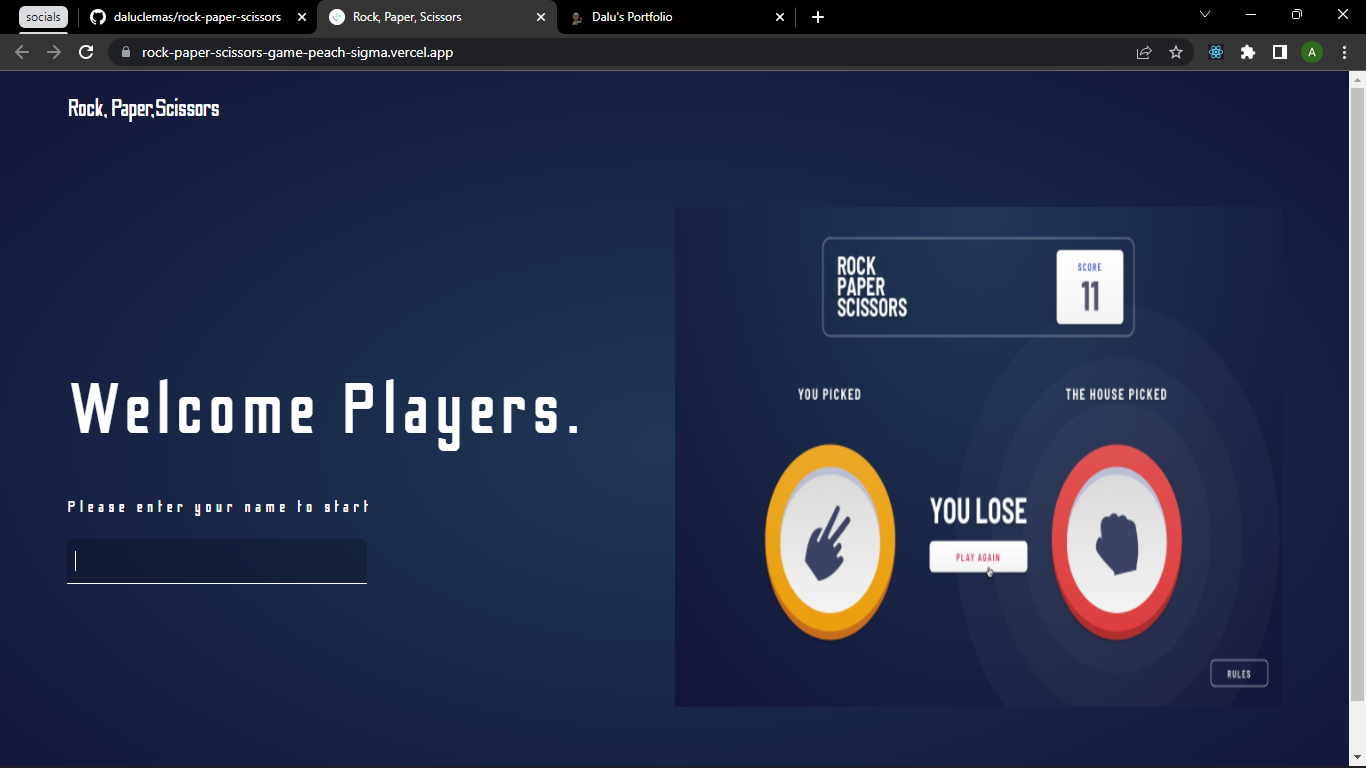 socials
daluclemas/rock-paper-scissors
Rock, Paper, Scissors
Dalu's Portfolio
rock-paper-scissors-game-peach-sigma.vercel.app
A
Rock, Paper,Scissors
ROCK
PAPER
SCISSORS
SCORE
11
Welcome Players.
Please enter your name to start
YOU PICKED
THE HOUSE PICKED
YOU LOSE
PLAY AGAIN
RULES